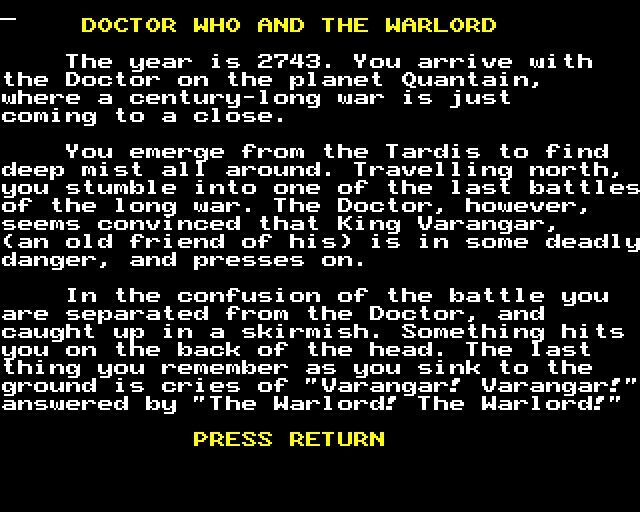 DOCTOR WHO AND THE WARLORD
The year is 2743. You arrive with
the Doctor on the planet Quantain,
where a century-long war is just
coming to a close.
You emerge from the Tardis to find
deep mist all around. Travelling north,
you stumble into one of the last battles
of the long war. The Doctor, however,
seems convinced that King Varangar,
(an old friend of his) is in some deadly
danger, and presses on.
In the confusion of the battle you
are separated from the Doctor, and
caught up in a skirmish. Something hits
you on the back of the head. The last
thing you remember as you sink to the
ground is cries of "Varangar! Varangar!"
answered by "The Warlord! The Warlord!"
PRESS RETURN